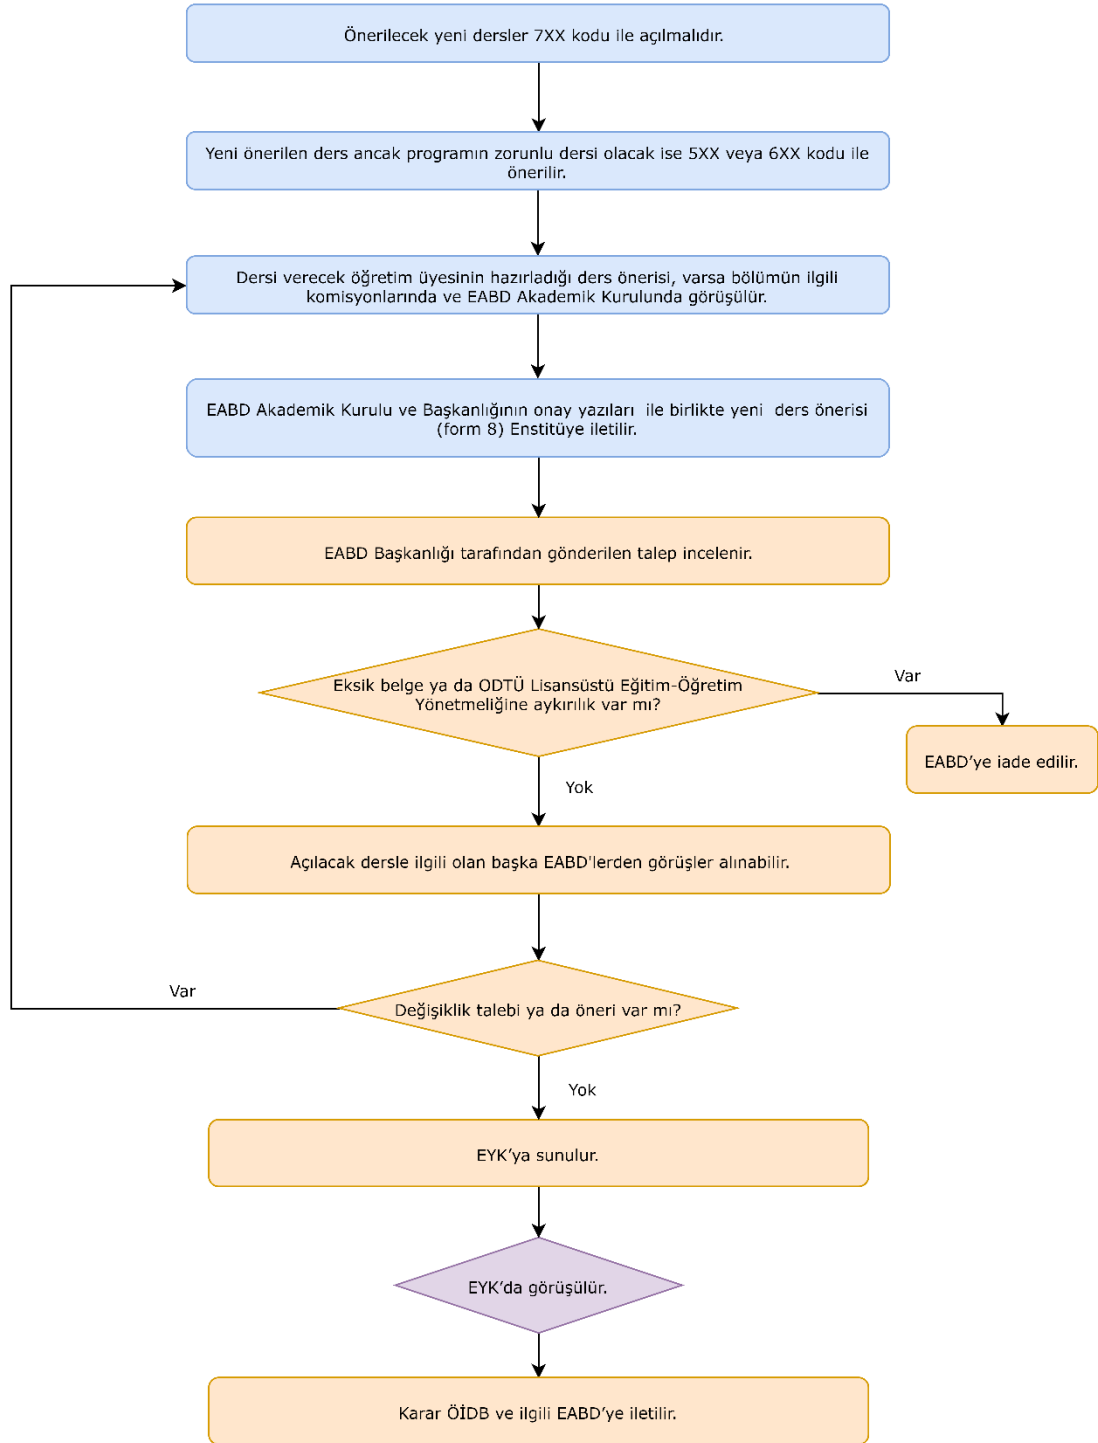 Önerilecek yeni dersler 7XX kodu ile açılmalıdır.
Yeni önerilen ders ancak programın zorunlu dersi olacak ise 5XX veya 6XX kodu ile
önerilir.
Dersi verecek öğretim üyesinin hazırladığı ders önerisi, varsa bölümün ilgili
komisyonlarında ve EABD Akademik Kurulunda görüşülür.
EABD Akademik Kurulu ve Başkanlığının onay yazıları ile birlikte yeni ders önerisi
(form 8) Enstitüye iletilir.
EABD Başkanlığı tarafından gönderilen talep incelenir.
Eksik belge ya da ODTÜ Lisansüstü Eğitim-Öğretim
Yönetmeliğine aykırılık var mı?
Var
EABD’ye iade edilir.
Yok
Açılacak dersle ilgili olan başka EABD'lerden görüşler alınabilir.
Değişiklik talebi ya da öneri var mı?
Var
Yok
EYK’ya sunulur.
EYK’da görüşülür.
Karar ÖİDB ve ilgili EABD’ye iletilir.